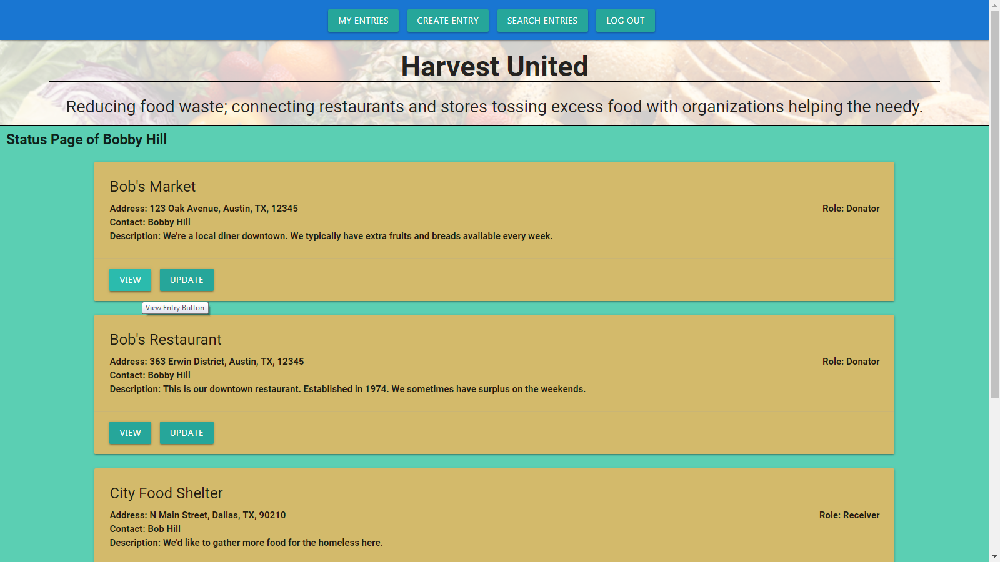 MY ENTRIES CREATE ENTRY SEARCH ENTRIES LOG OUT
Harvest United
Reducing food waste; connecting restaurants and stores tossing excess food with organizations helping the needy.
Status Page of Bobby Hill
Bob's Market
Address: 123 Oak Avenue, Austin, TX, 12345 Role: Donator
Contact: Bobby Hill
Description: We're a local diner downtown. We typically have extra fruits and breads available every week.
VIEW UPDATE
View Entry Button
Bob's Restaurant
Address: 363 Erwin District, Austin, TX, 12345 Role: Donator
Contact: Bobby Hill
Description: This is our downtown restaurant. Established in 1974. We sometimes have surplus on the weekends.
VIEW UPDATE
City Food Shelter
Address: N Main Street, Dallas, TX, 90210 Role: Receiver
Contact: Bob Hill
Description: We'd like to gather more food for the homeless here.